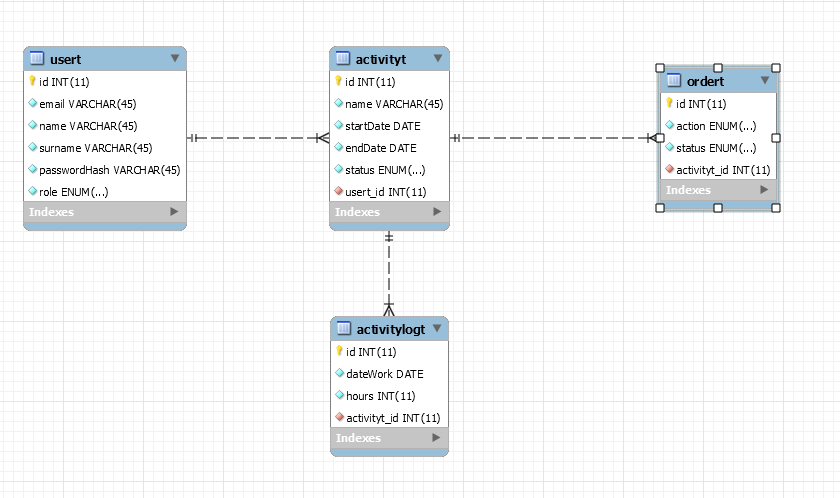 usert
id INT(11)
email VARCHAR(45)
name VARCHAR(45)
surname VARCHAR(45)
passwordHash VARCHAR(45)
role ENUM(...)
Indexes
activityt
id INT(11)
name VARCHAR(45)
startDate DATE
endDate DATE
status ENUM(...)
usert_id INT(11)
Indexes
ordert
id INT(11)
action ENUM(...)
status ENUM(...)
activityt_id INT(11)
Indexes
activitylogt
id INT(11)
dateWork DATE
hours INT(11)
activityt_id INT(11)
Indexes